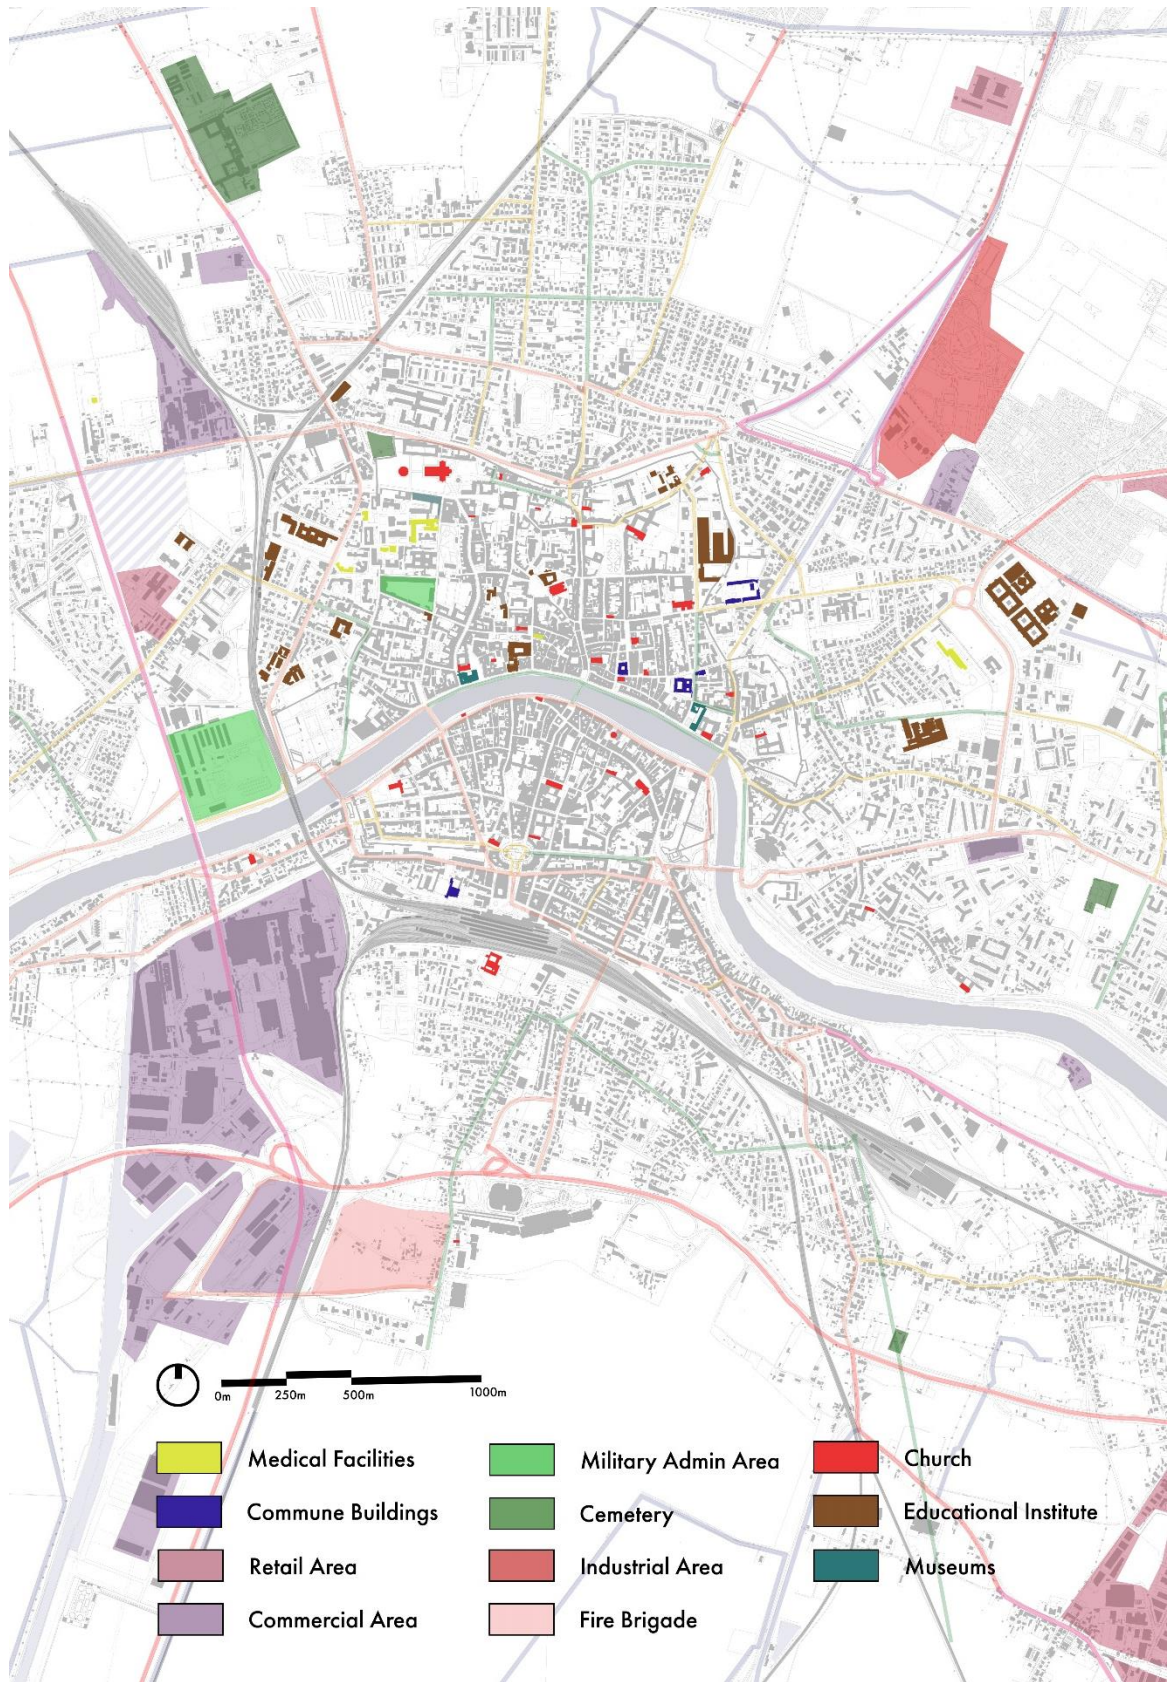 0m 250m 500m 1000m
Medical Facilities
Commune Buildings
Retail Area
Commercial Area
Military Admin Area
Cemetery
Industrial Area
Fire Brigade
Church
Educational Institute
Museums